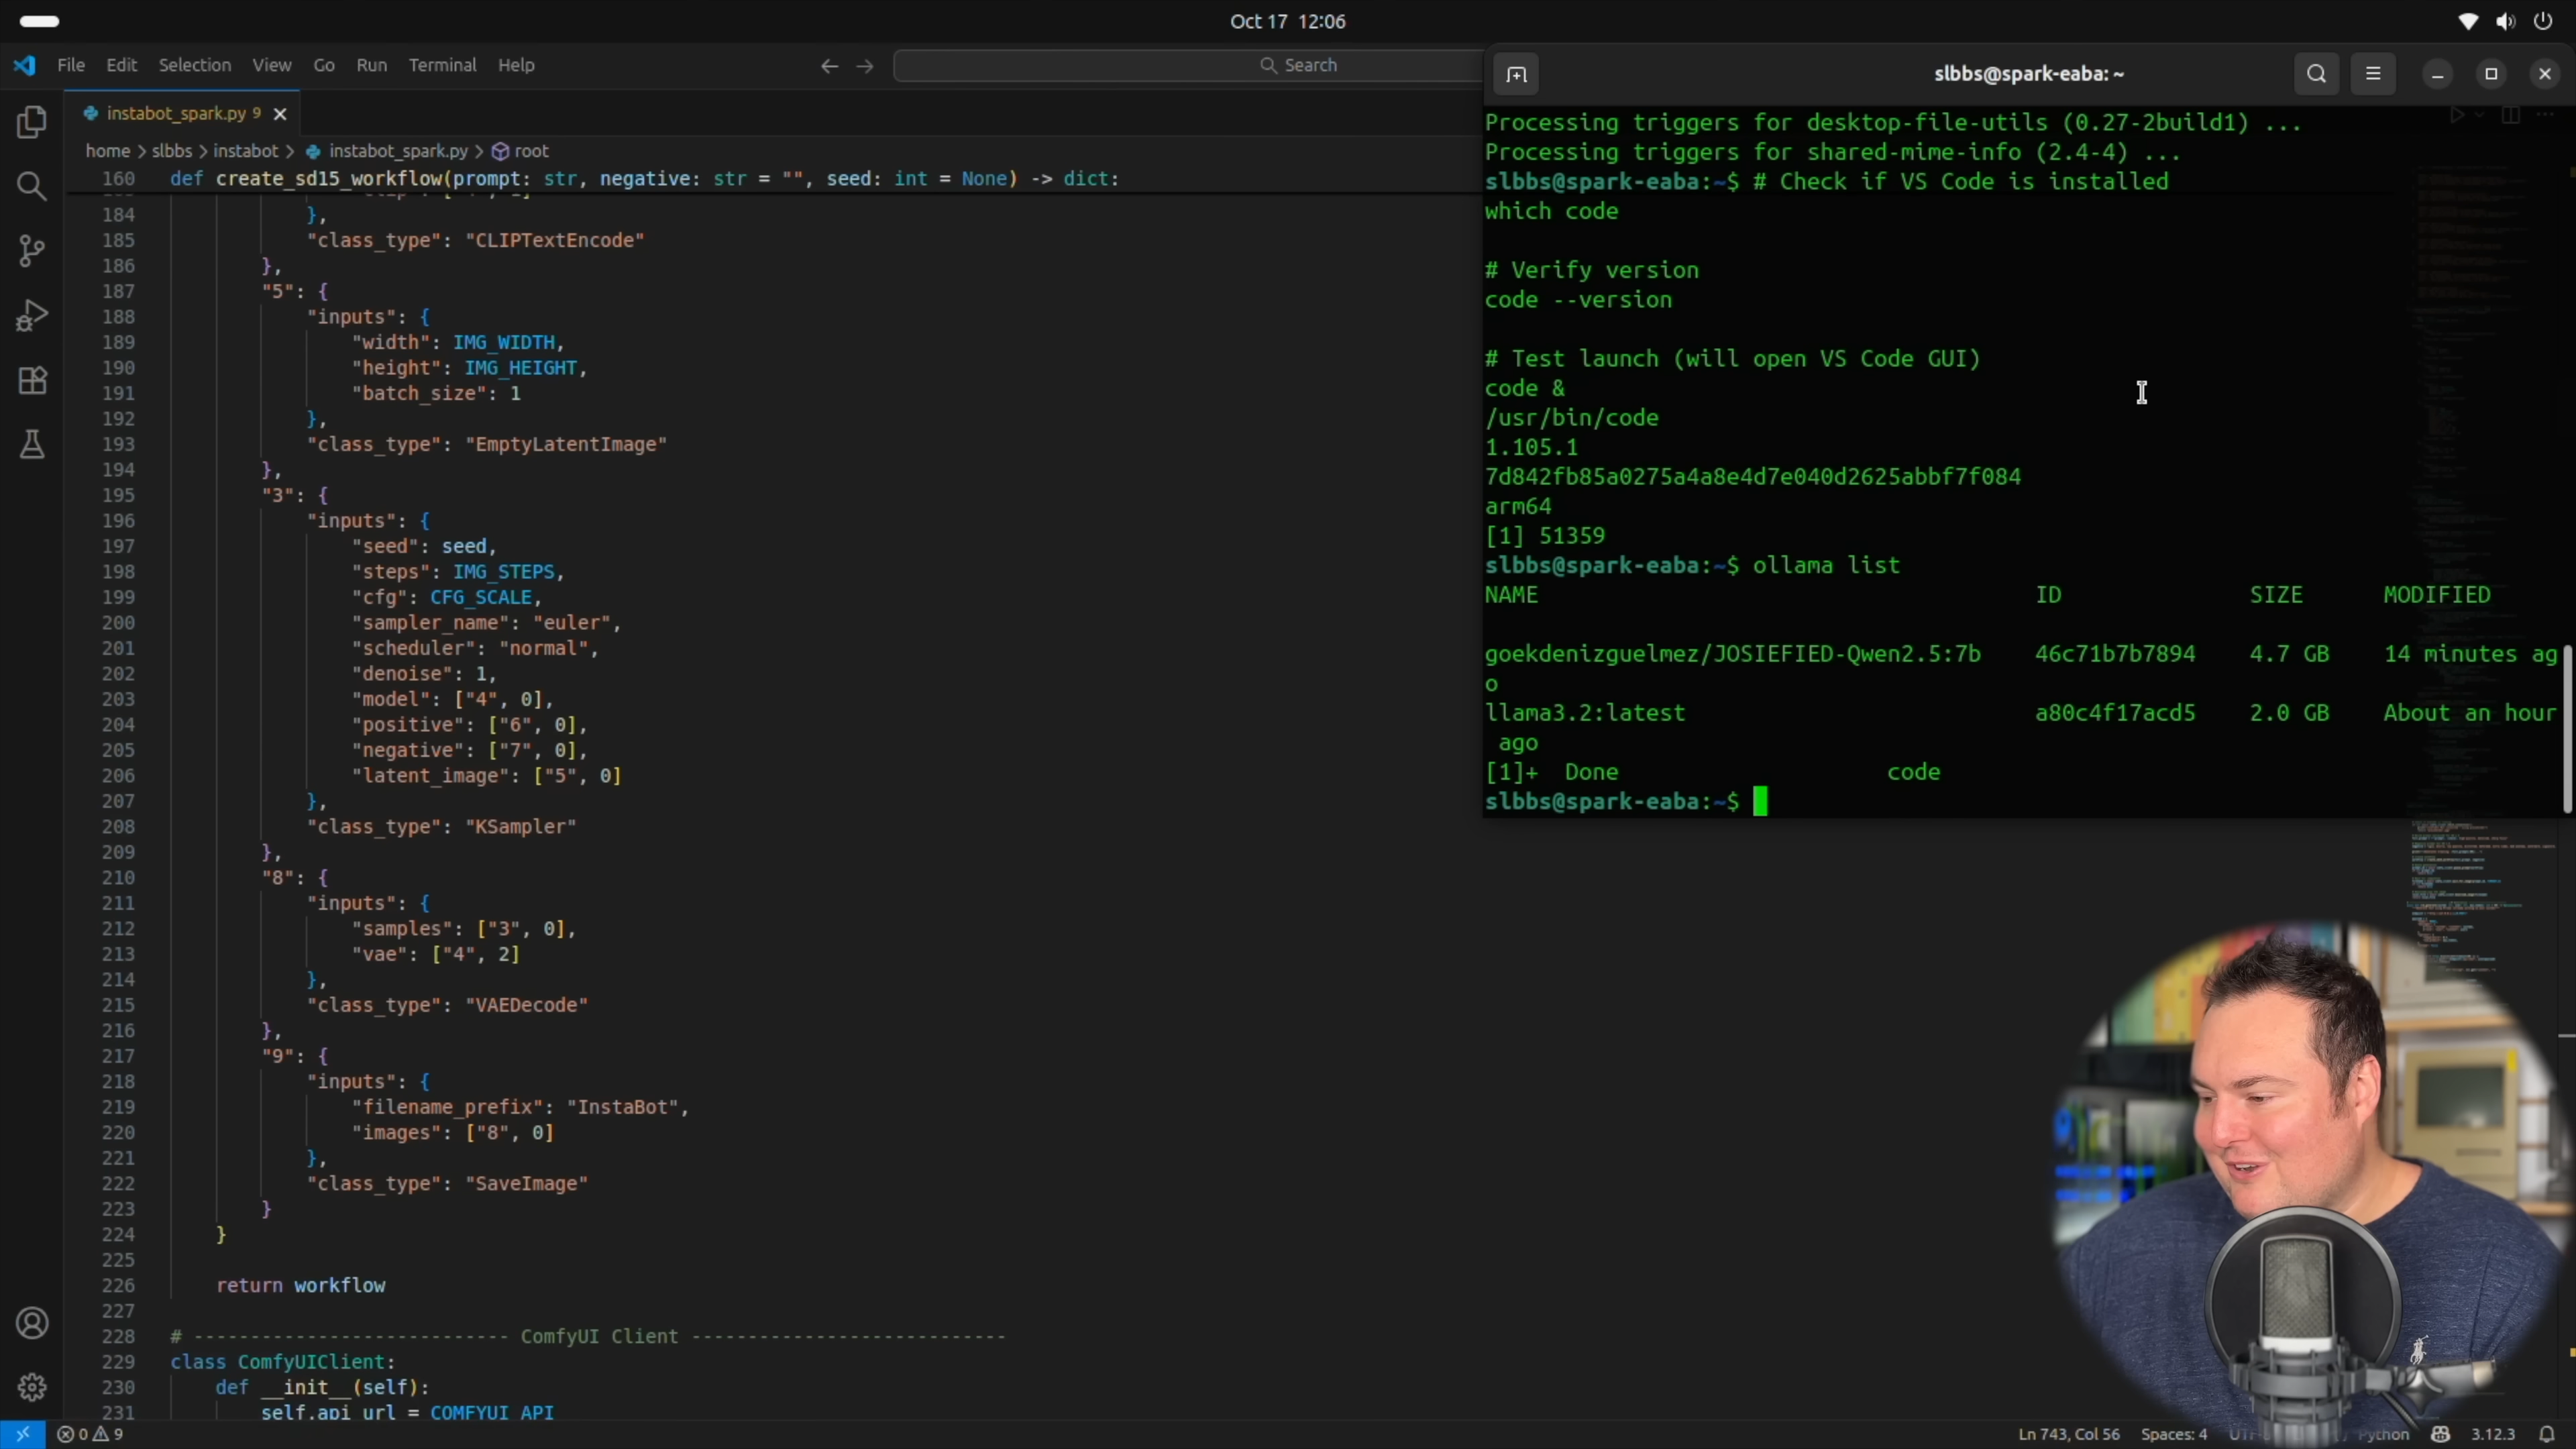 Oct 17 12:06
File Edit Selection View Go Run Terminal Help
Search
instabot_spark.py 9
home > slbbs > instabot > instabot_spark.py > root
160 def create_sd15_workflow(prompt: str, negative: str = "", seed: int = None) -> dict:
184 },
185 "class_type": "CLIPTextEncode"
186 },
187 "5": {
188 "inputs": {
189 "width": IMG_WIDTH,
190 "height": IMG_HEIGHT,
191 "batch_size": 1
192 },
193 "class_type": "EmptyLatentImage"
194 },
195 "3": {
196 "inputs": {
197 "seed": seed,
198 "steps": IMG_STEPS,
199 "cfg": CFG_SCALE,
200 "sampler_name": "euler",
201 "scheduler": "normal",
202 "denoise": 1,
203 "model": ["4", 0],
204 "positive": ["6", 0],
205 "negative": ["7", 0],
206 "latent_image": ["5", 0]
207 },
208 "class_type": "KSampler"
209 },
210 "8": {
211 "inputs": {
212 "samples": ["3", 0],
213 "vae": ["4", 2]
214 },
215 "class_type": "VAEDecode"
216 },
217 "9": {
218 "inputs": {
219 "filename_prefix": "InstaBot",
220 "images": ["8", 0]
221 },
222 "class_type": "SaveImage"
223 }
224 }
225
226 return workflow
227
228 # ---------------------------- ComfyUI Client ----------------------------
229 class ComfyUIClient:
230 def __init__(self):
231 self.api_url = COMFYUI_API
slbbs@spark-eaba: ~
Processing triggers for desktop-file-utils (0.27-2build1) ...
Processing triggers for shared-mime-info (2.4-4) ...
slbbs@spark-eaba:~$ # Check if VS Code is installed
which code
# Verify version
code --version
# Test launch (will open VS Code GUI)
code &
/usr/bin/code
1.105.1
7d842fb85a0275a4a8e4d7e040d2625abbf7f084
arm64
[1] 51359
slbbs@spark-eaba:~$ ollama list
NAME ID SIZE MODIFIED
goekdenizguelmez/JOSIEFIED-Qwen2.5:7b 46c71b7b7894 4.7 GB 14 minutes ag
o
llama3.2:latest a80c4f17acd5 2.0 GB About an hour
ago
[1]+ Done code
slbbs@spark-eaba:~$
0 9
Ln 743, Col 56 Spaces: 4 Python 3.12.3